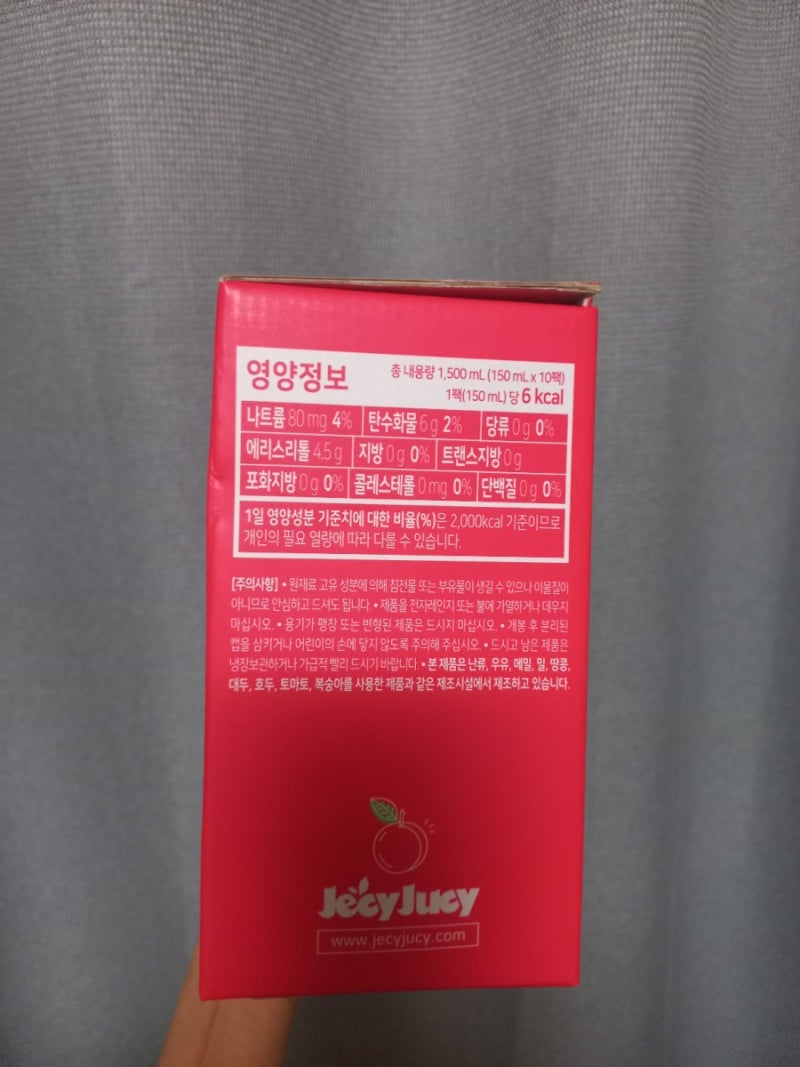 영양정보
총 내용량 1,500 mL (150 mL x 10팩)
1팩(150 mL) 당 6 kcal
나트륨 80 mg 4% 탄수화물 6 g 2% 당류 0 g 0%
에리스리톨 4.5 g 지방 0 g 0% 트랜스지방 0 g
포화지방 0 g 0% 콜레스테롤 0 mg 0% 단백질 0 g 0%
1일 영양성분 기준치에 대한 비율(%)은 2,000kcal 기준이므로
개인의 필요 열량에 따라 다를 수 있습니다.
[주의사항] • 원재료 고유 성분에 의해 침전물 또는 부유물이 생길 수 있으나 이물질이
아니므로 안심하고 드셔도 됩니다. • 제품을 전자레인지 또는 불에 가열하거나 데우지
마십시오. • 용기가 팽창 또는 변형된 제품은 드시지 마십시오. • 개봉 후 분리된
캡을 삼키거나 어린이의 손에 닿지 않도록 주의해 주십시오. • 드시고 남은 제품은
냉장보관하거나 가급적 빨리 드시기 바랍니다. • 본 제품은 난류, 우유, 메밀, 밀, 땅콩,
대두, 호두, 토마토, 복숭아를 사용한 제품과 같은 제조시설에서 제조하고 있습니다.
JecyJucy
www.jecyjucy.com